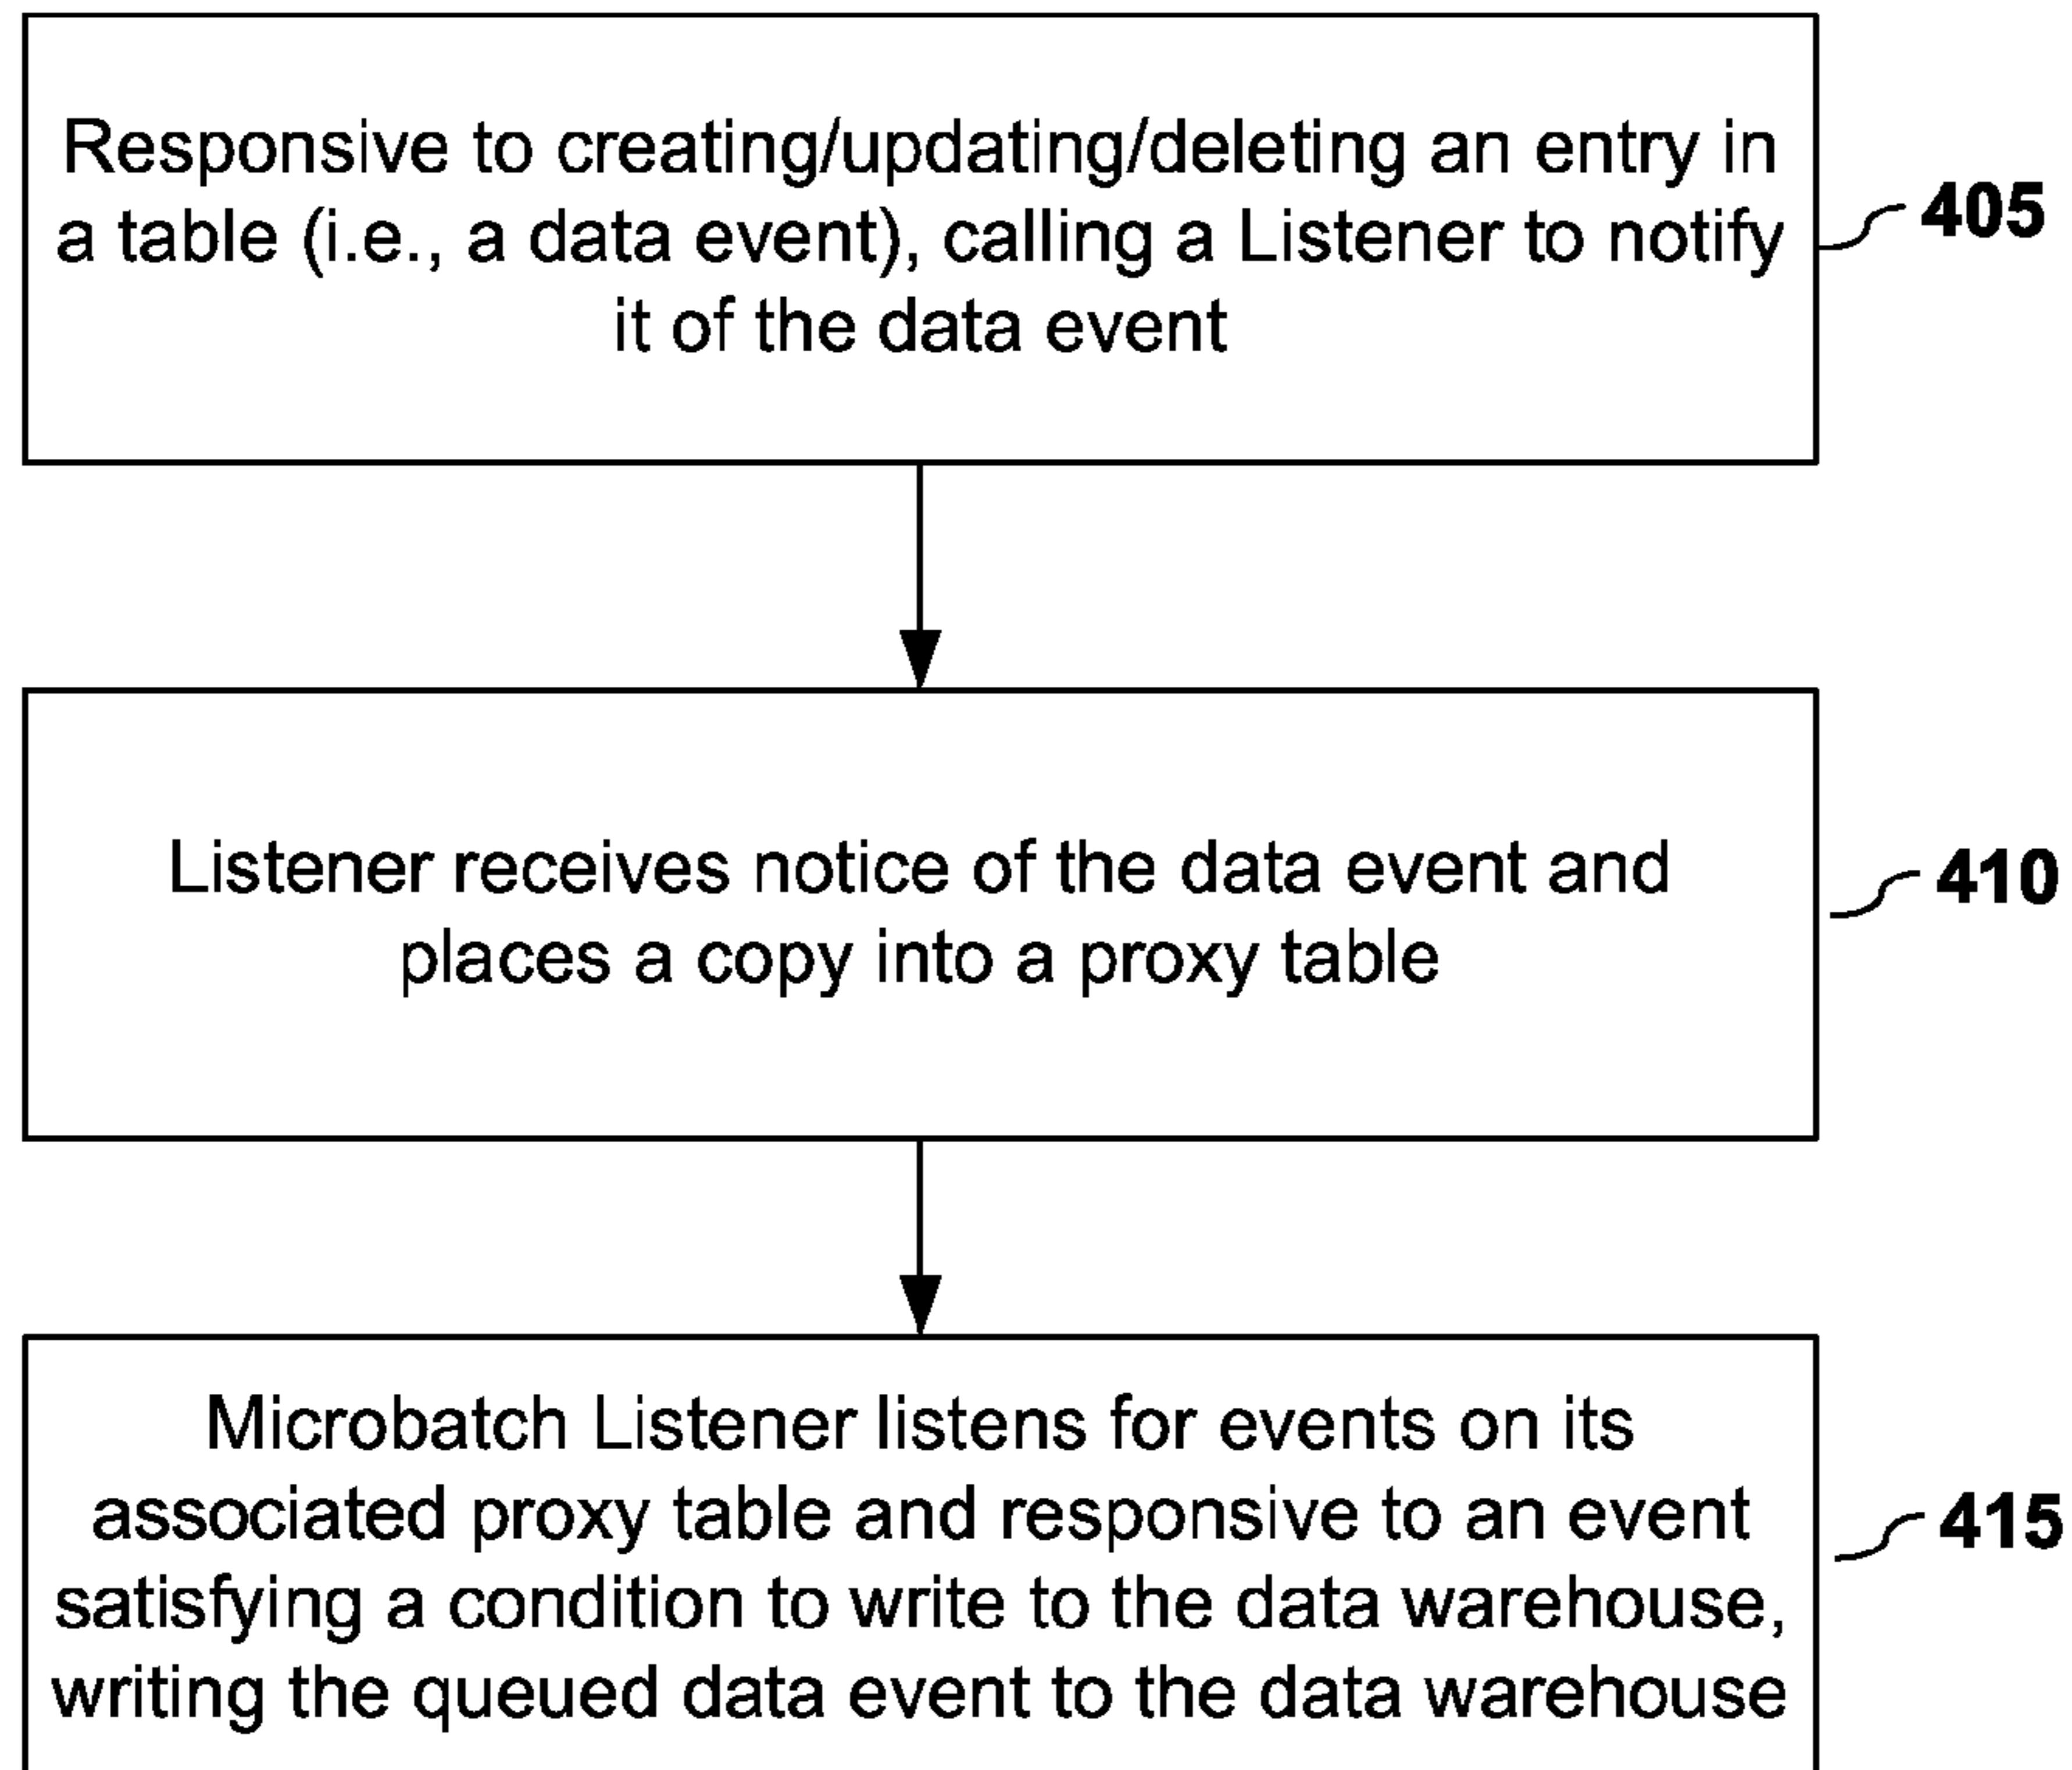 Responsive to creating/updating/deleting an entry in
a table (i.e., a data event), calling a Listener to notify
it of the data event
405
Listener receives notice of the data event and
places a copy into a proxy table
410
Microbatch Listener listens for events on its
associated proxy table and responsive to an event
satisfying a condition to write to the data warehouse,
writing the queued data event to the data warehouse
415